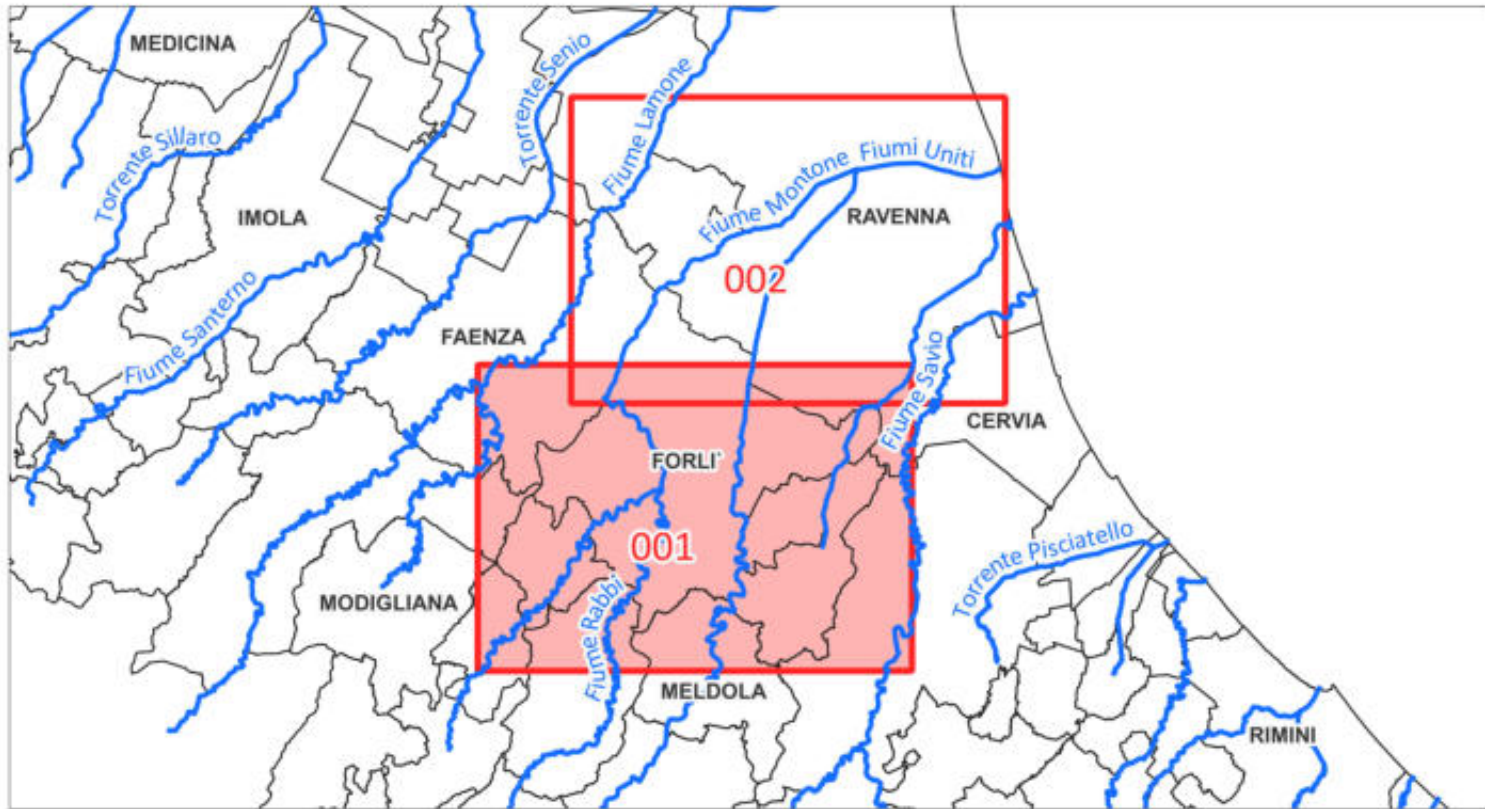 MEDICINA
Torrente Senio
Fiume Lamone
Torrente Sillaro
Fiume Montone Fiumi Uniti
IMOLA
RAVENNA
002
Fiume Santerno
FAENZA
Fiume Savio
CERVIA
FORLI'
001
Torrente Pisciatello
MODIGLIANA
Fiume Rabbi
MELDOLA
RIMINI